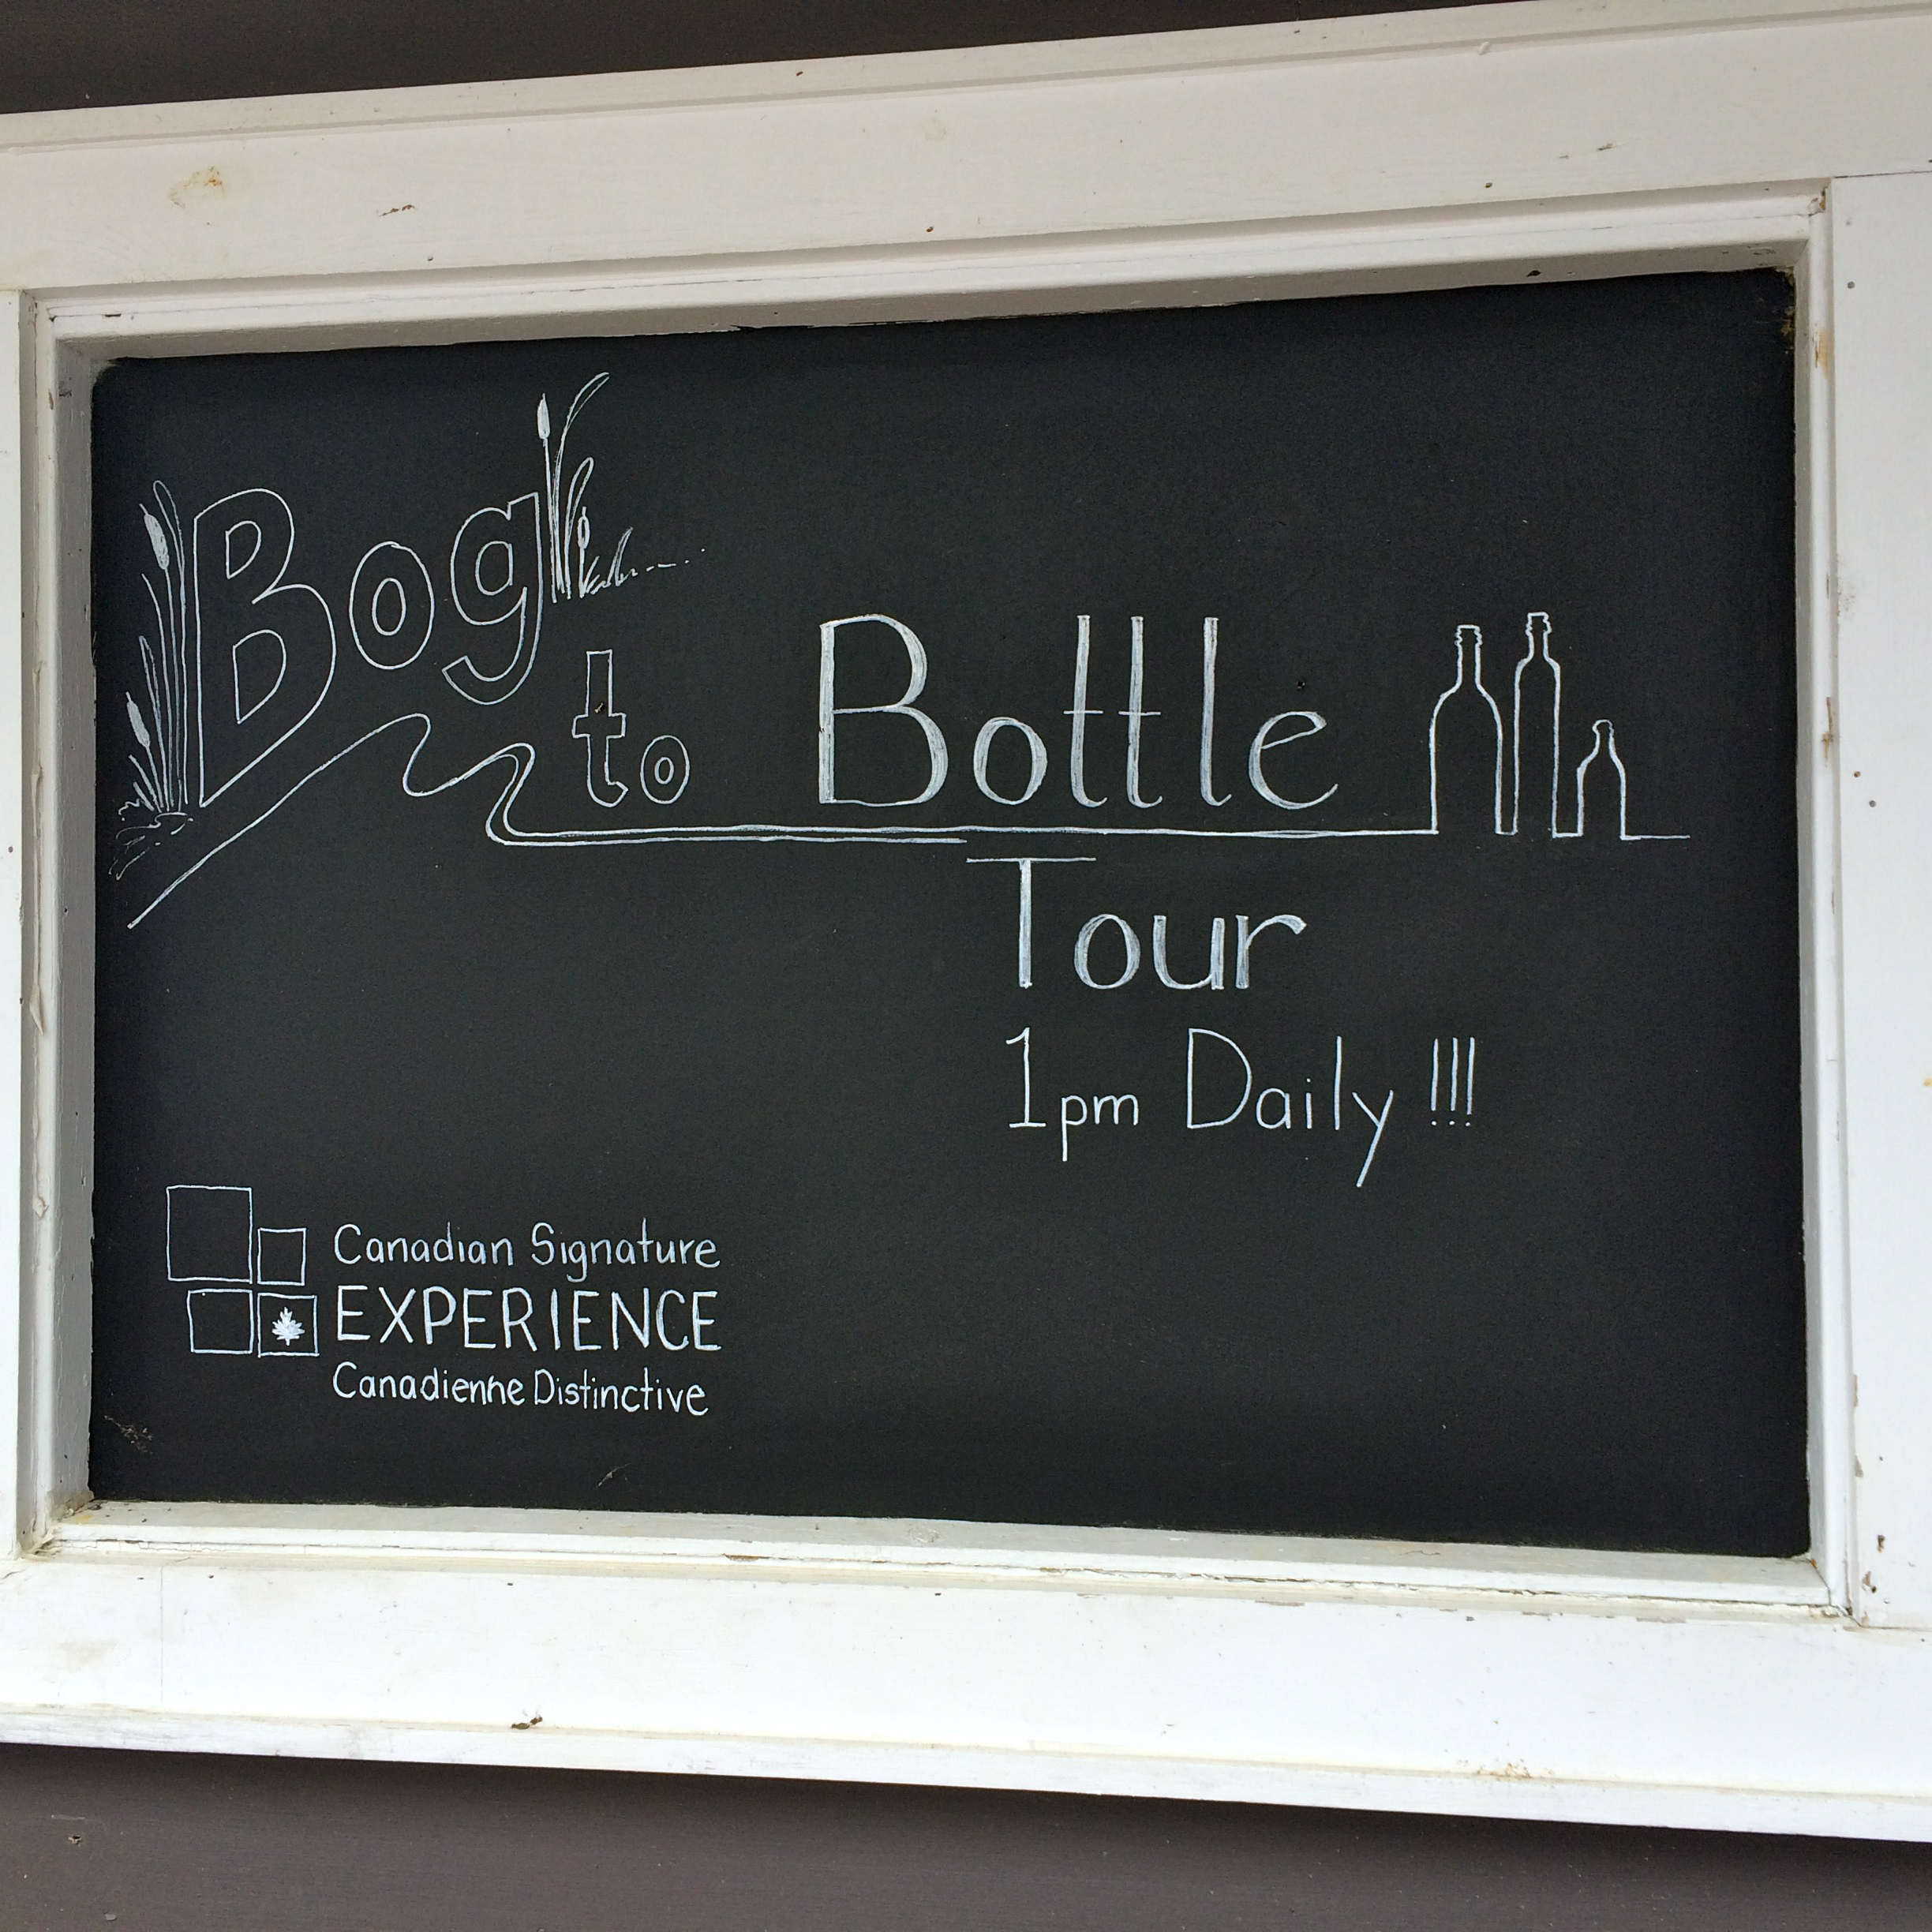 Bog
to Bottle
Tour
1pm Daily !!!
Canadian Signature
EXPERIENCE
Canadienne Distinctive